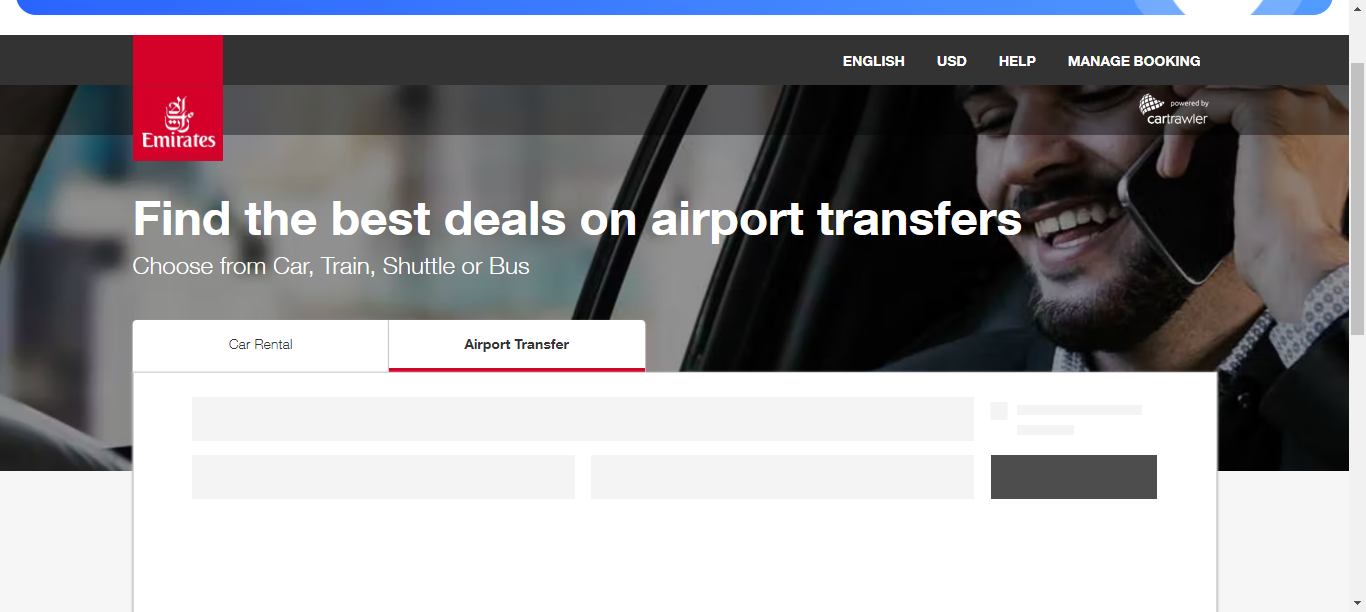 ENGLISH USD HELP MANAGE BOOKING
powered by
cartrawler
Emirates
Find the best deals on airport transfers
Choose from Car, Train, Shuttle or Bus
Car Rental
Airport Transfer